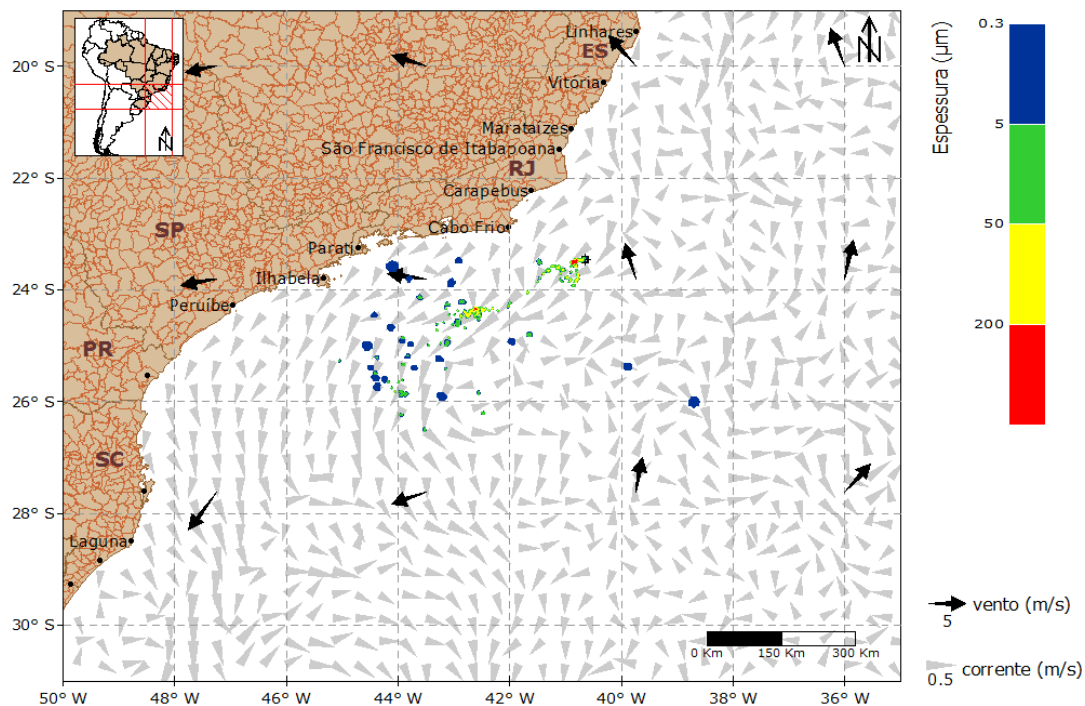 20° S
22° S
24° S
26° S
28° S
30° S
50° W
48° W
46° W
44° W
42° W
40° W
38° W
36° W
N
N
Linhares
ES
Vitória
Marataizes
São Francisco de Itabapoana
RJ
Carapebus
SP
Cabo Frio
Parati
Ilhabela
Peruíbe
PR
SC
Laguna
0 Km
150 Km
300 Km
Espessura (µm)
0.3
5
50
200
vento (m/s)
5
corrente (m/s)
0.5